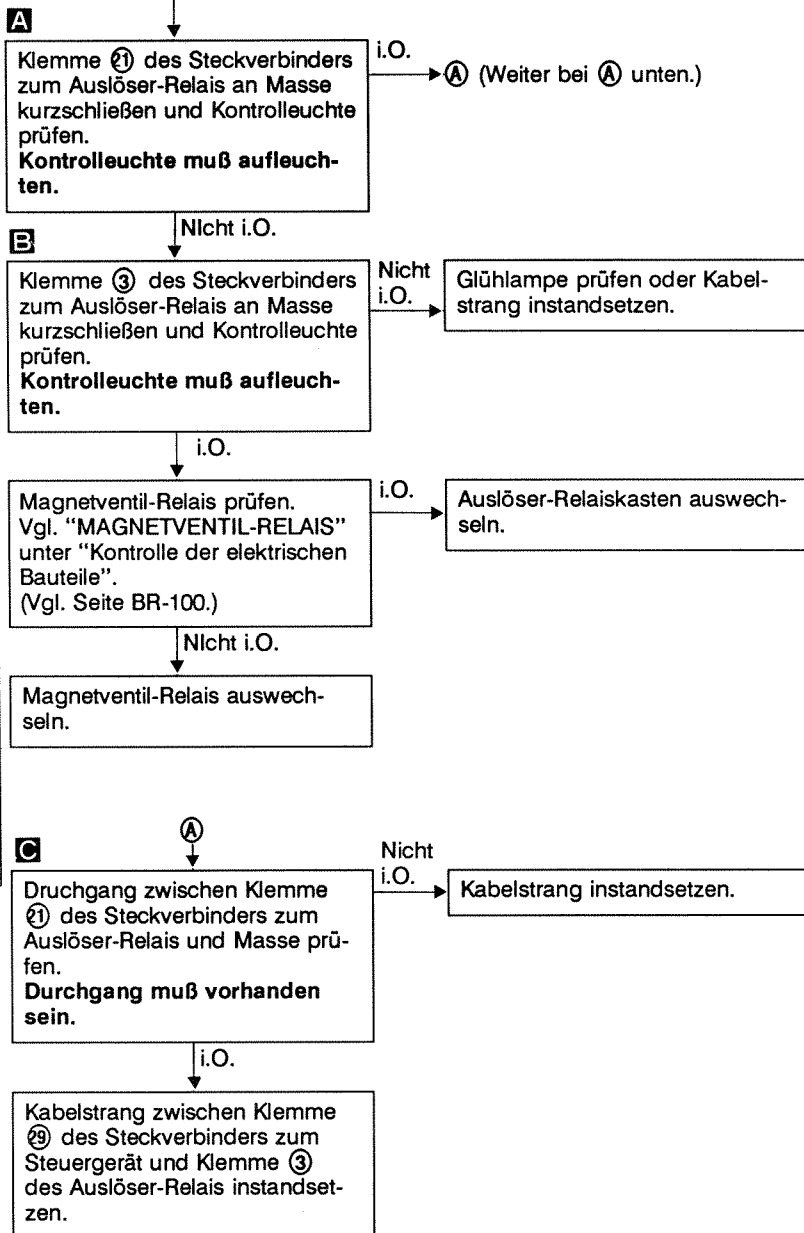 A
Klemme ㉑ des Steckverbinders
zum Auslöser-Relais an Masse
kurzschließen und Kontrolleuchte
prüfen.
Kontrolleuchte muß aufleuch-
ten.
i.O.
Ⓐ (Weiter bei Ⓐ unten.)
NIcht i.O.
B
Klemme ③ des Steckverbinders
zum Auslöser-Relais an Masse
kurzschließen und Kontrolleuchte
prüfen.
Kontrolleuchte muß aufleuch-
ten.
Nicht
i.O.
Glühlampe prüfen oder Kabel-
strang instandsetzen.
i.O.
Magnetventil-Relais prüfen.
Vgl. “MAGNETVENTIL-RELAIS”
unter “Kontrolle der elektrischen
Bauteile”.
(Vgl. Seite BR-100.)
i.O.
Auslöser-Relaiskasten auswech-
seln.
NIcht i.O.
Magnetventil-Relais auswech-
seln.
Ⓐ
C
Druchgang zwischen Klemme
㉑ des Steckverbinders zum
Auslöser-Relais und Masse prü-
fen.
Durchgang muß vorhanden
sein.
Nicht
i.O.
Kabelstrang instandsetzen.
i.O.
Kabelstrang zwischen Klemme
㉙ des Steckverbinders zum
Steuergerät und Klemme ③
des Auslöser-Relais instandset-
zen.